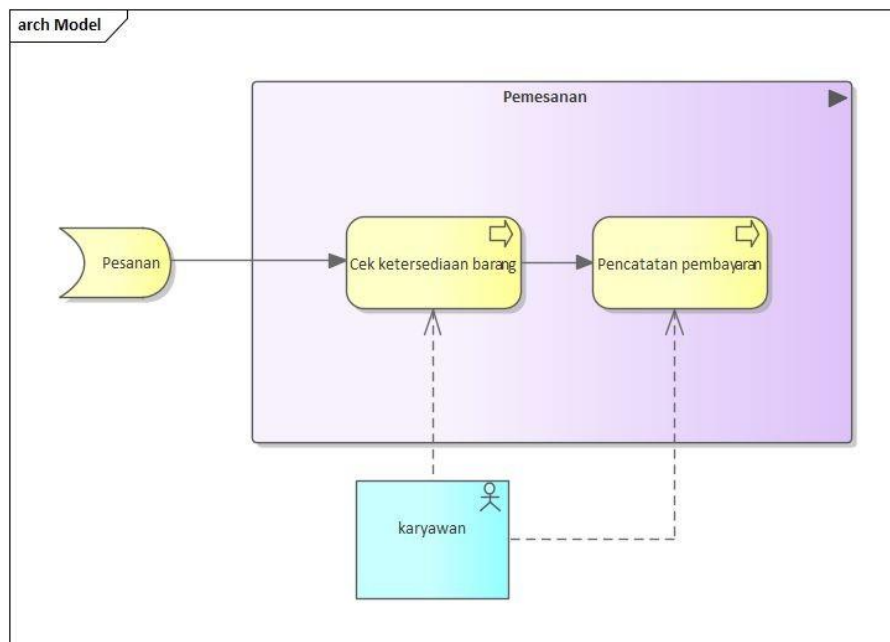 arch Model
Pemesanan
Pesanan
Cek ketersediaan barang
Pencatatan pembayaran
karyawan